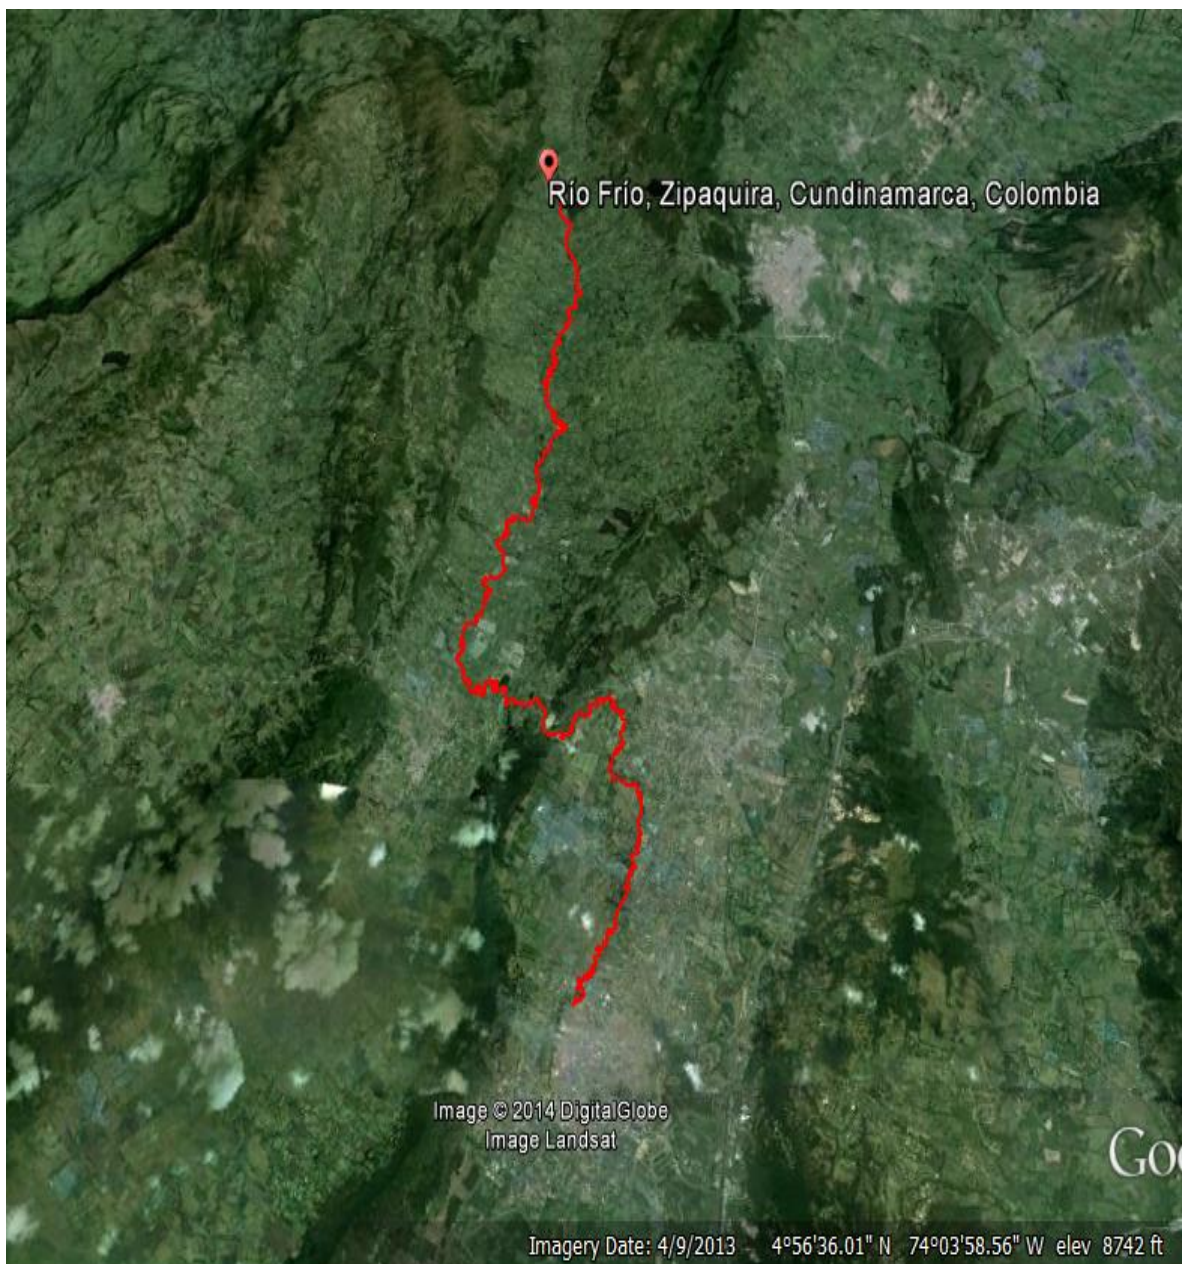 Río Frío, Zipaquira, Cundinamarca, Colombia
Image © 2014 DigitalGlobe
Image Landsat
Goo
Imagery Date: 4/9/2013 4°56'36.01" N 74°03'58.56" W elev 8742 ft